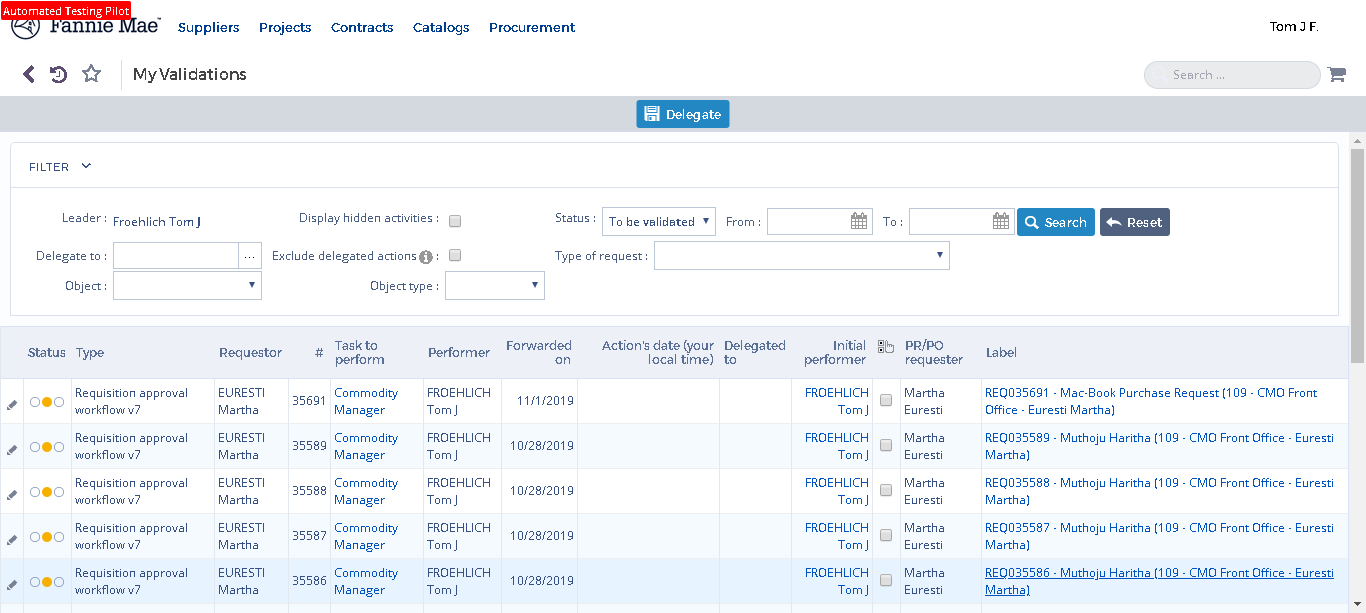 Automated Testing Pilot
Fannie Mae Suppliers Projects Contracts Catalogs Procurement Tom J F.
My Validations Search ...
Delegate
FILTER
Leader : Froehlich Tom J Display hidden activities : Status : To be validated From : To : Search Reset
Delegate to : ... Exclude delegated actions i : Type of request :
Object : Object type :
Status Type Requestor # Task to perform Performer Forwarded on Action's date (your local time) Delegated to Initial performer PR/PO requester Label
Requisition approval EURESTI 35691 Commodity FROEHLICH 11/1/2019 FROEHLICH Martha REQ035691 - Mac-Book Purchase Request (109 - CMO Front
workflow v7 Martha Manager Tom J Tom J Euresti Office - Euresti Martha)
Requisition approval EURESTI 35589 Commodity FROEHLICH 10/28/2019 FROEHLICH Martha REQ035589 - Muthoju Haritha (109 - CMO Front Office - Euresti
workflow v7 Martha Manager Tom J Tom J Euresti Martha)
Requisition approval EURESTI 35588 Commodity FROEHLICH 10/28/2019 FROEHLICH Martha REQ035588 - Muthoju Haritha (109 - CMO Front Office - Euresti
workflow v7 Martha Manager Tom J Tom J Euresti Martha)
Requisition approval EURESTI 35587 Commodity FROEHLICH 10/28/2019 FROEHLICH Martha REQ035587 - Muthoju Haritha (109 - CMO Front Office - Euresti
workflow v7 Martha Manager Tom J Tom J Euresti Martha)
Requisition approval EURESTI 35586 Commodity FROEHLICH 10/28/2019 FROEHLICH Martha REQ035586 - Muthoju Haritha (109 - CMO Front Office - Euresti
workflow v7 Martha Manager Tom J Tom J Euresti Martha)